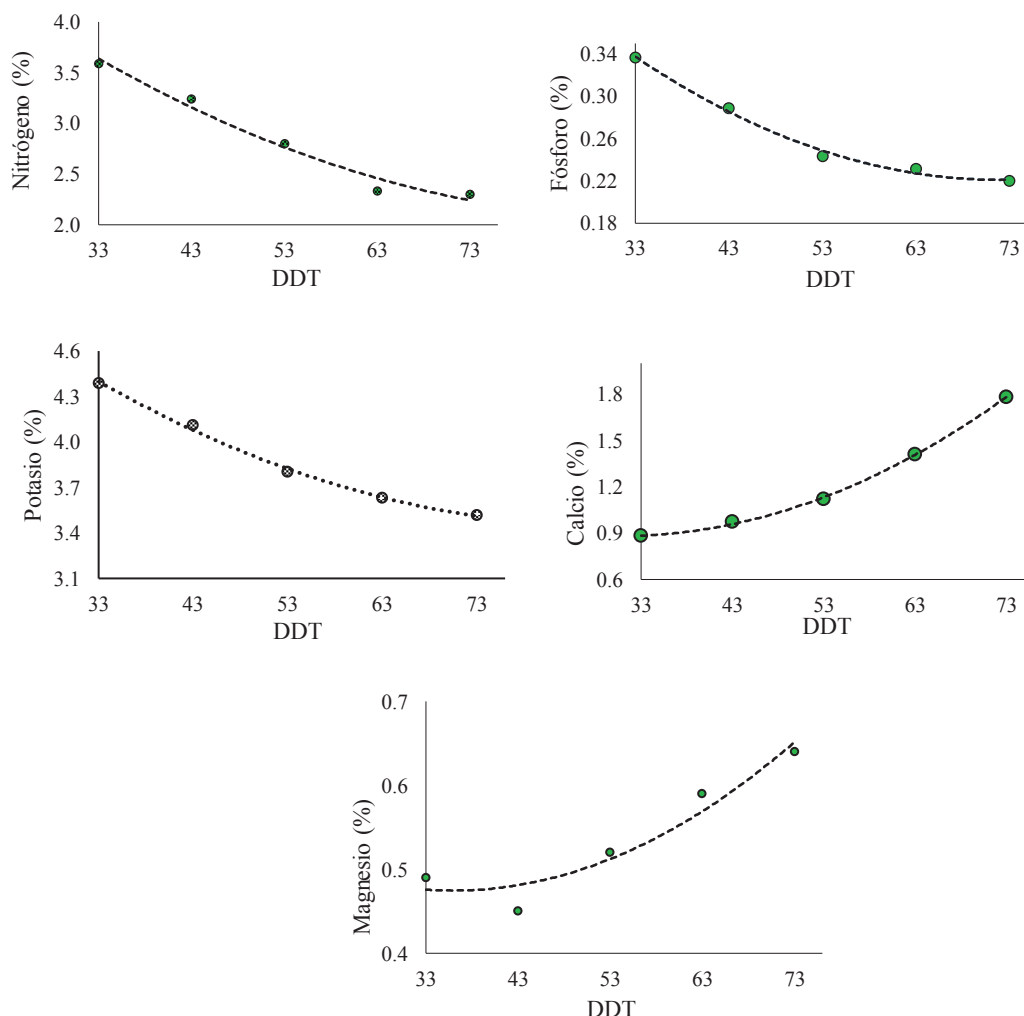 Nitrógeno (%)
4.0
3.5
3.0
2.5
2.0
33 43 53 63 73
DDT
Fósforo (%)
0.34
0.30
0.26
0.22
0.18
33 43 53 63 73
DDT
Potasio (%)
4.6
4.3
4.0
3.7
3.4
3.1
33 43 53 63 73
DDT
Calcio (%)
1.8
1.5
1.2
0.9
0.6
33 43 53 63 73
DDT
Magnesio (%)
0.7
0.6
0.5
0.4
33 43 53 63 73
DDT